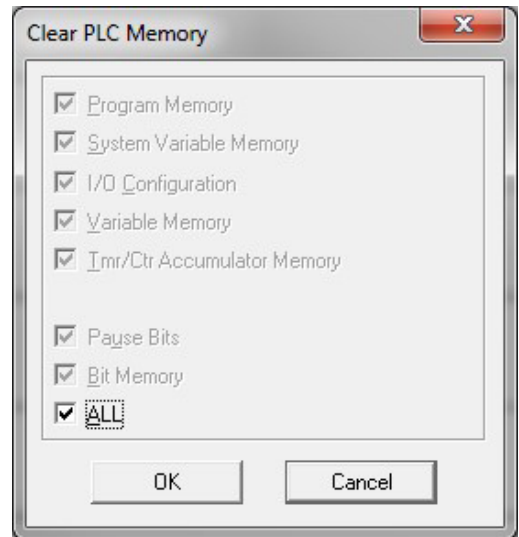 Clear PLC Memory
Program Memory
System Variable Memory
I/O Configuration
Variable Memory
Tmr/Ctr Accumulator Memory
Pause Bits
Bit Memory
ALL
OK Cancel